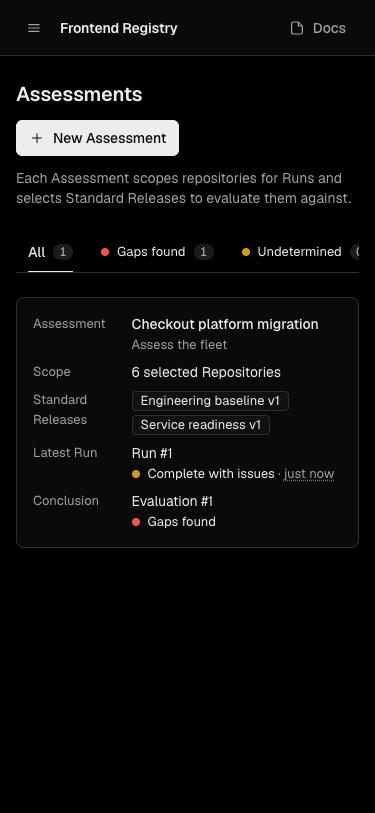 Frontend Registry
Docs
Assessments
New Assessment
Each Assessment scopes repositories for Runs and
selects Standard Releases to evaluate them against.
All 1
Gaps found 1
Undetermined
Assessment
Checkout platform migration
Assess the fleet
Scope
6 selected Repositories
Standard
Releases
Engineering baseline v1
Service readiness v1
Latest Run
Run #1
Complete with issues · just now
Conclusion
Evaluation #1
Gaps found